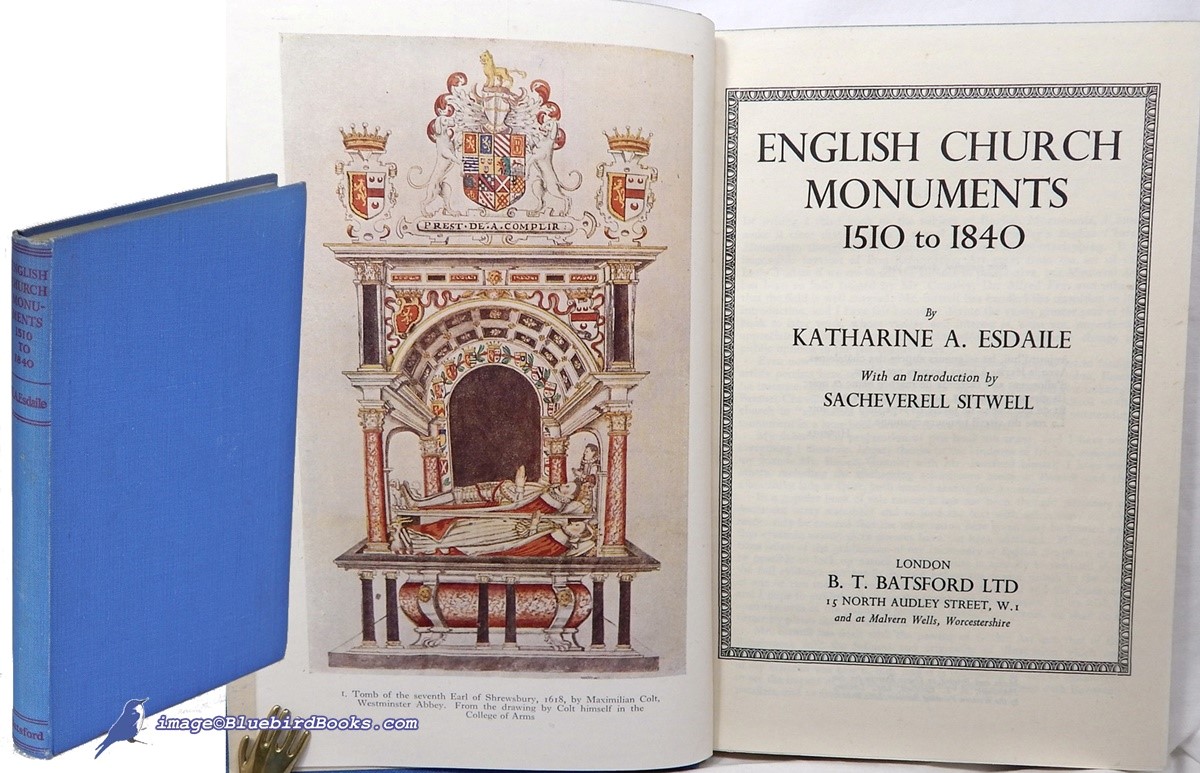 ENGLISH
CHURCH
MONU-
MENTS
1510
TO
1840
K.A.Esdaile
Batsford
PREST·DE·A·COMPLIR
1. Tomb of the seventh Earl of Shrewsbury, 1618, by Maximilian Colt,
Westminster Abbey. From the drawing by Colt himself in the
College of Arms
ENGLISH CHURCH
MONUMENTS
1510 to 1840
By
KATHARINE A. ESDAILE
With an Introduction by
SACHEVERELL SITWELL
LONDON
B. T. BATSFORD LTD
15 NORTH AUDLEY STREET, W.1
and at Malvern Wells, Worcestershire
image©BluebirdBooks.com